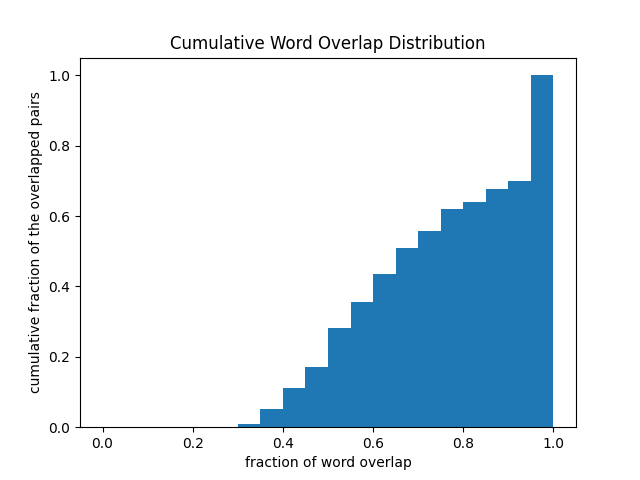 Cumulative Word Overlap Distribution
cumulative fraction of the overlapped pairs
1.0
0.8
0.6
0.4
0.2
0.0
0.0 0.2 0.4 0.6 0.8 1.0
fraction of word overlap